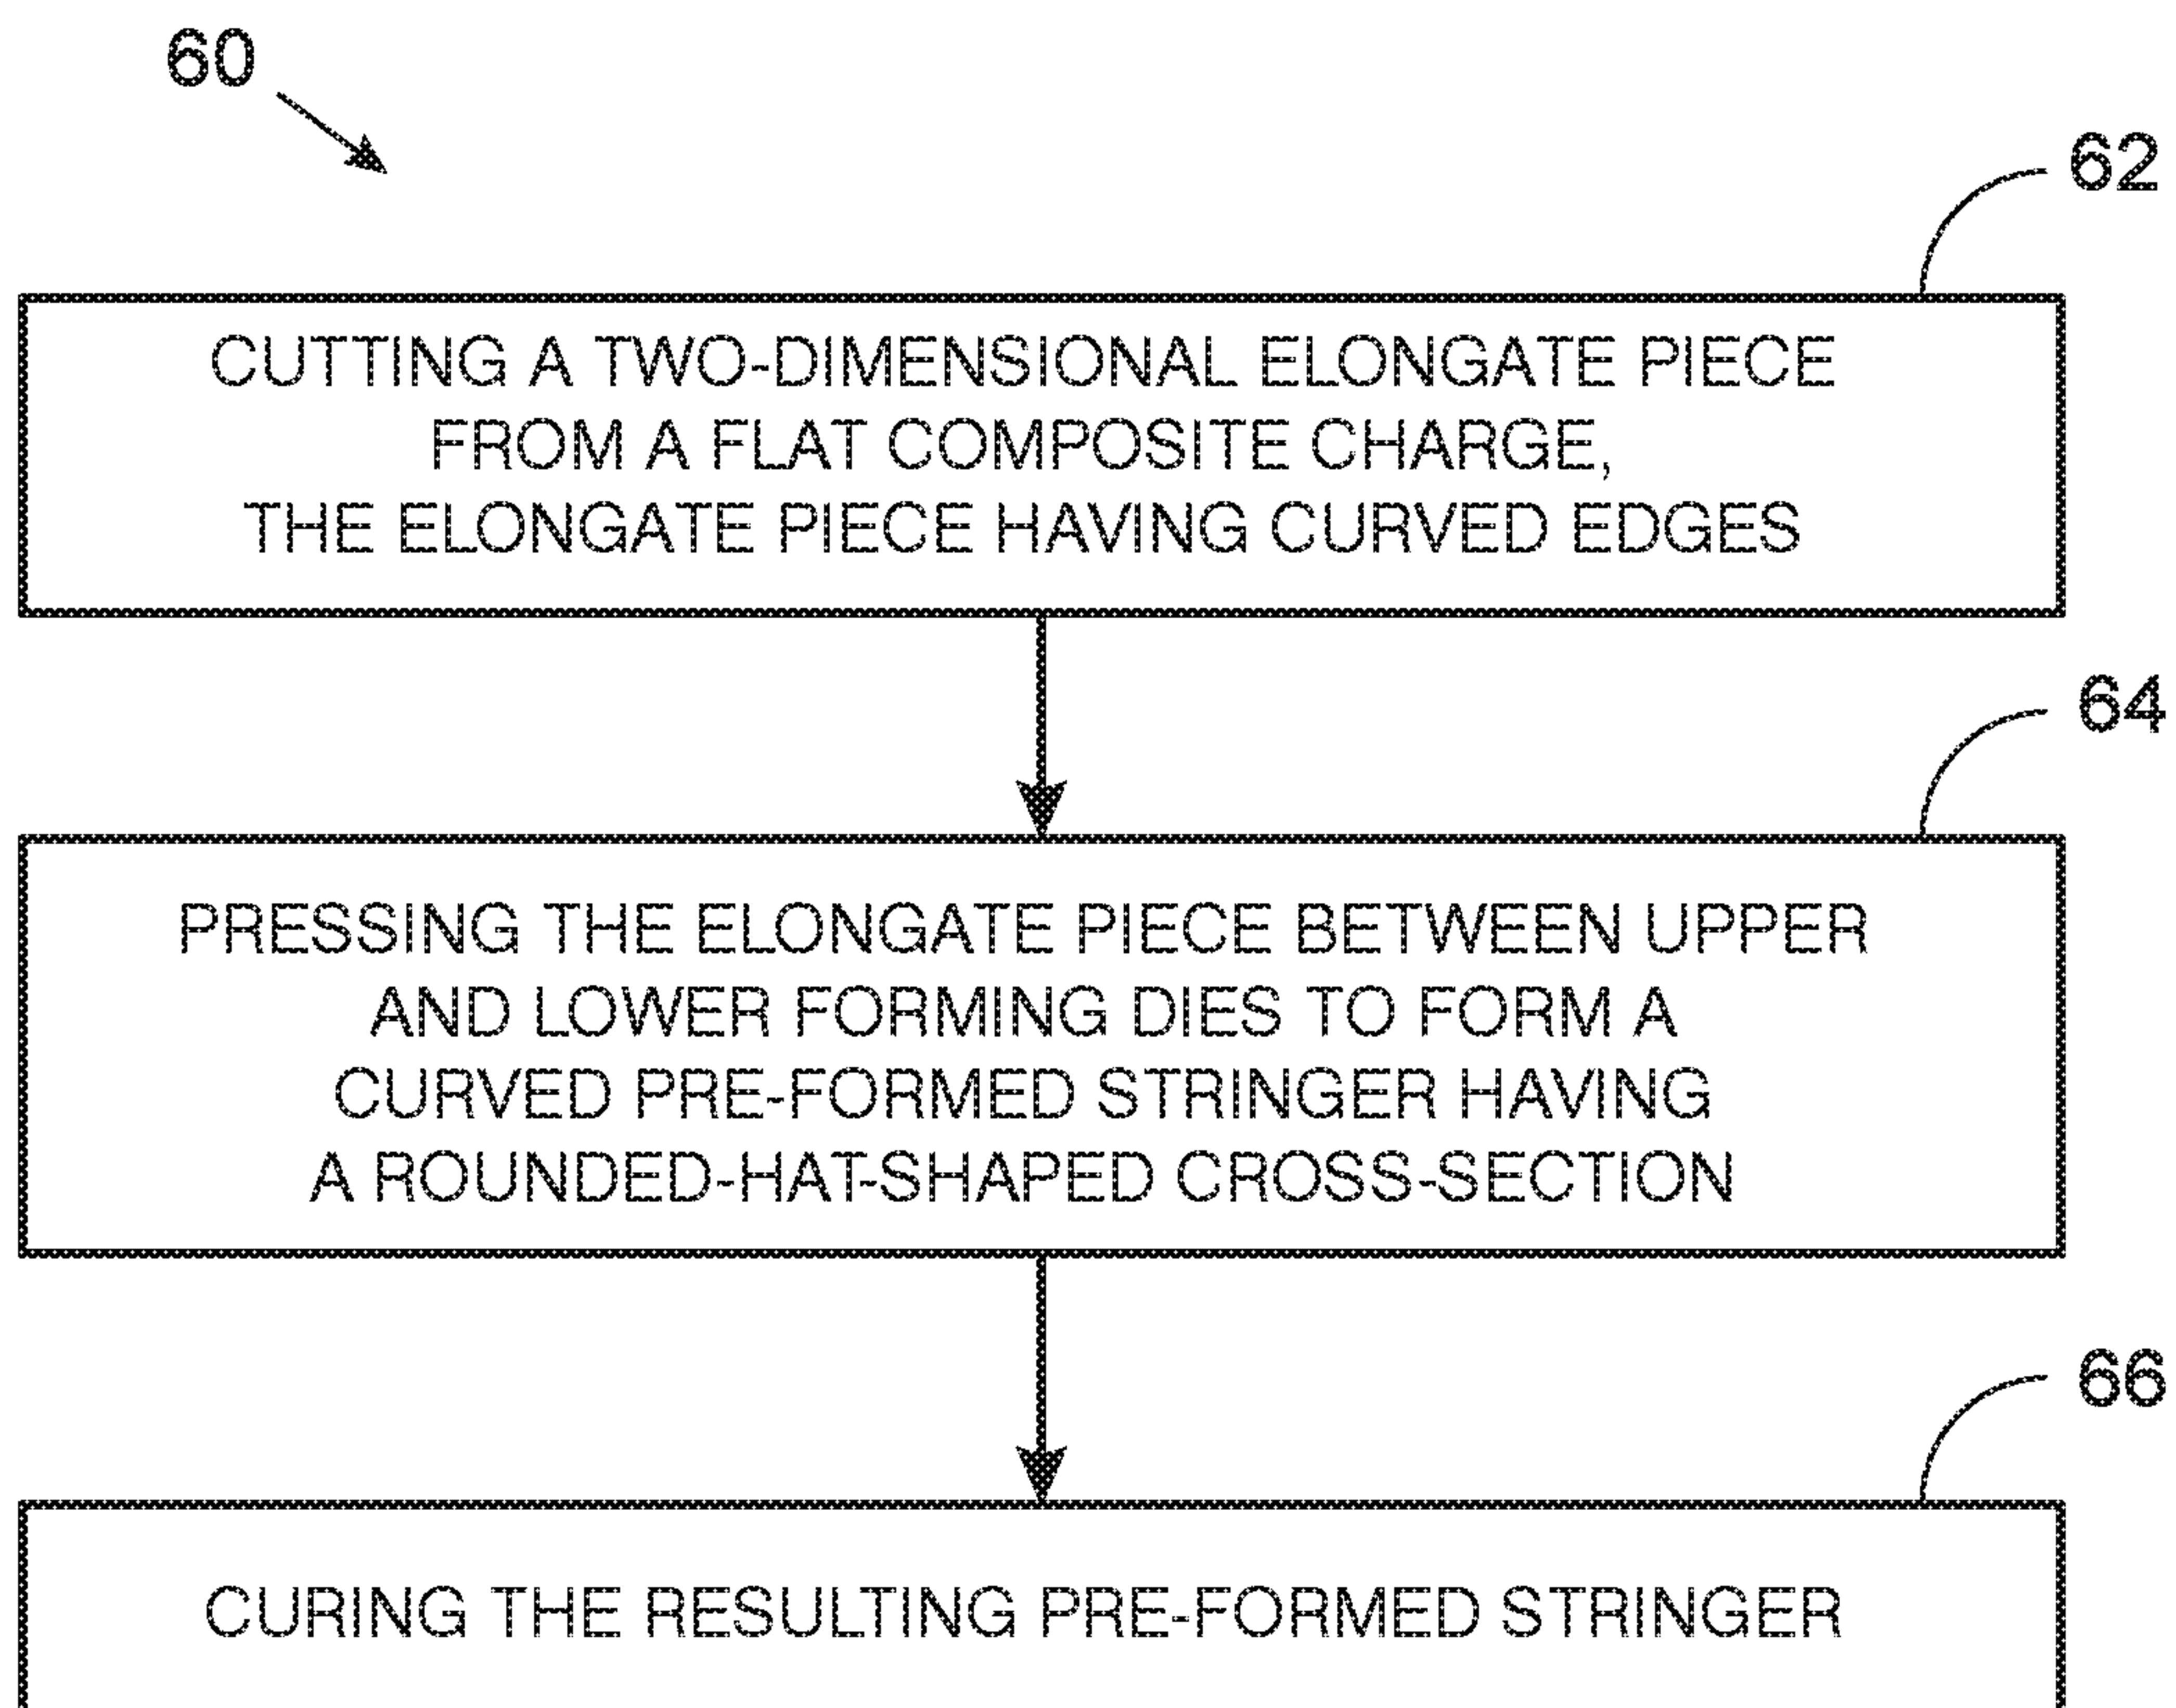 60
62
CUTTING A TWO-DIMENSIONAL ELONGATE PIECE
FROM A FLAT COMPOSITE CHARGE,
THE ELONGATE PIECE HAVING CURVED EDGES
64
PRESSING THE ELONGATE PIECE BETWEEN UPPER
AND LOWER FORMING DIES TO FORM A
CURVED PRE-FORMED STRINGER HAVING
A ROUNDED-HAT-SHAPED CROSS-SECTION
66
CURING THE RESULTING PRE-FORMED STRINGER